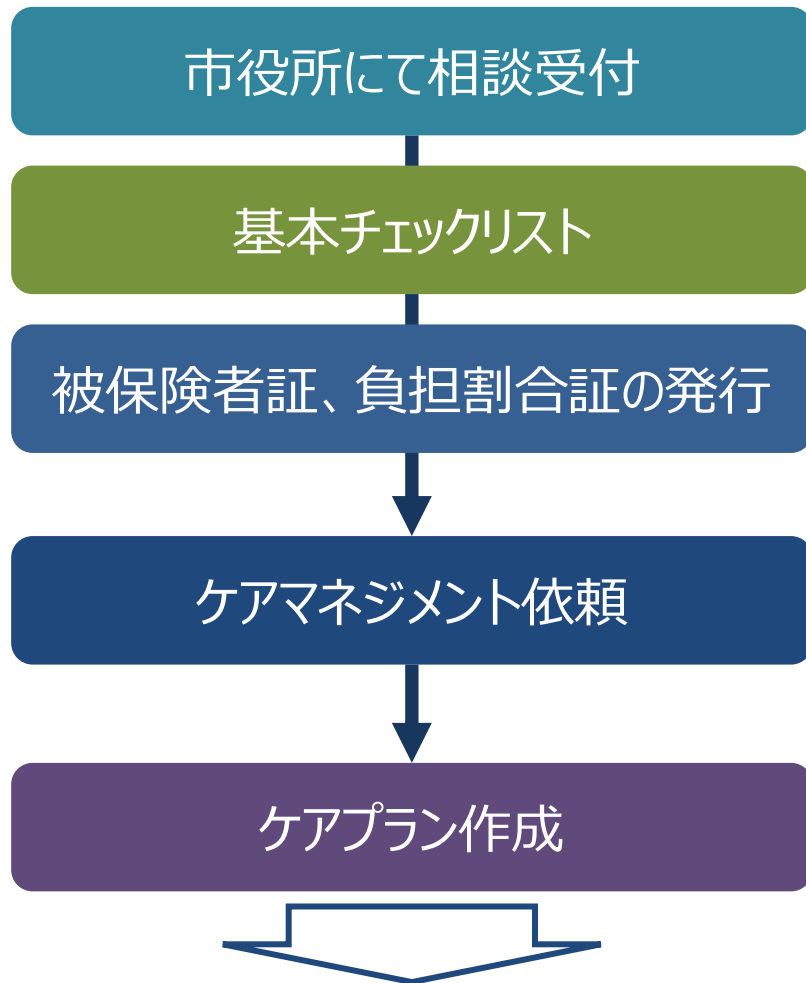 市役所にて相談受付
基本チェックリスト
被保険者証、負担割合証の発行
ケアマネジメント依頼
ケアプラン作成